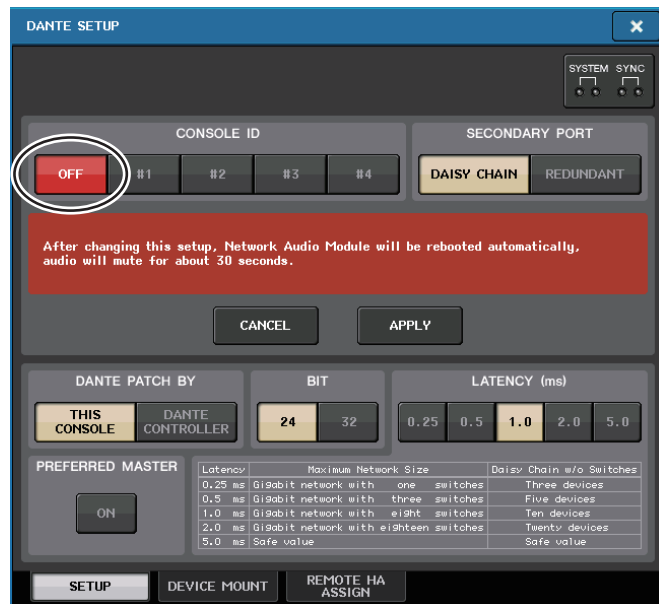 DANTE SETUP
SYSTEM SYNC
CONSOLE ID
SECONDARY PORT
OFF #1 #2 #3 #4
DAISY CHAIN REDUNDANT
After changing this setup, Network Audio Module will be rebooted automatically,
audio will mute for about 30 seconds.
CANCEL APPLY
DANTE PATCH BY
BIT
LATENCY (ms)
THIS CONSOLE
DANTE CONTROLLER
24 32
0.25 0.5 1.0 2.0 5.0
PREFERRED MASTER
ON
Latency Maximum Network Size Daisy Chain w/o Switches
0.25 ms Gigabit network with one switches Three devices
0.5 ms Gigabit network with three switches Five devices
1.0 ms Gigabit network with eight switches Ten devices
2.0 ms Gigabit network with eighteen switches Twenty devices
5.0 ms Safe value Safe value
SETUP DEVICE MOUNT REMOTE HA ASSIGN